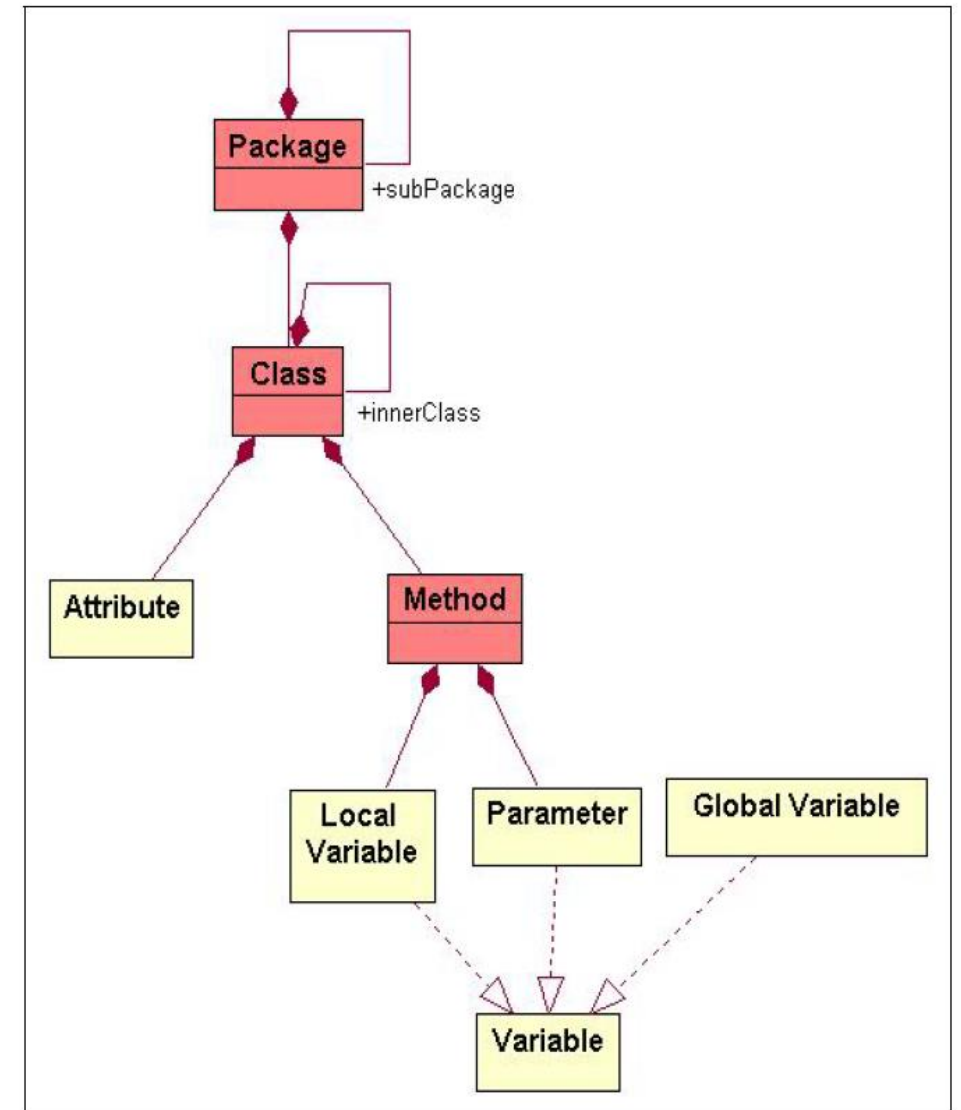 Package
+subPackage
Class
+innerClass
Attribute
Method
Local
Variable
Parameter
Global Variable
Variable